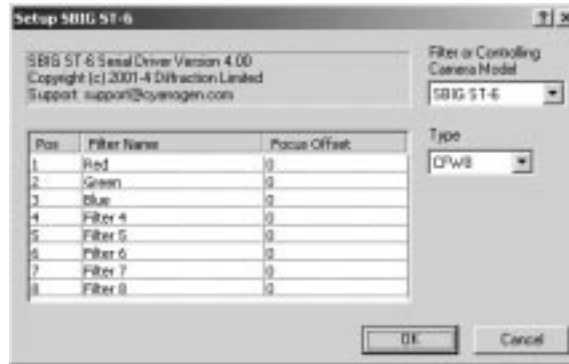 Setup SBIG ST-6
SBIG ST-6 Serial Driver Version 4.00
Copyright (c) 2001-4 Diffraction Limited
Support: support@cyanogen.com
Filter or Controlling
Camera Model
SBIG ST-6
Type
CFW8
Pos Filter Name Focus Offset
1 Red 0
2 Green 0
3 Blue 0
4 Filter 4 0
5 Filter 5 0
6 Filter 6 0
7 Filter 7 0
8 Filter 8 0
OK Cancel